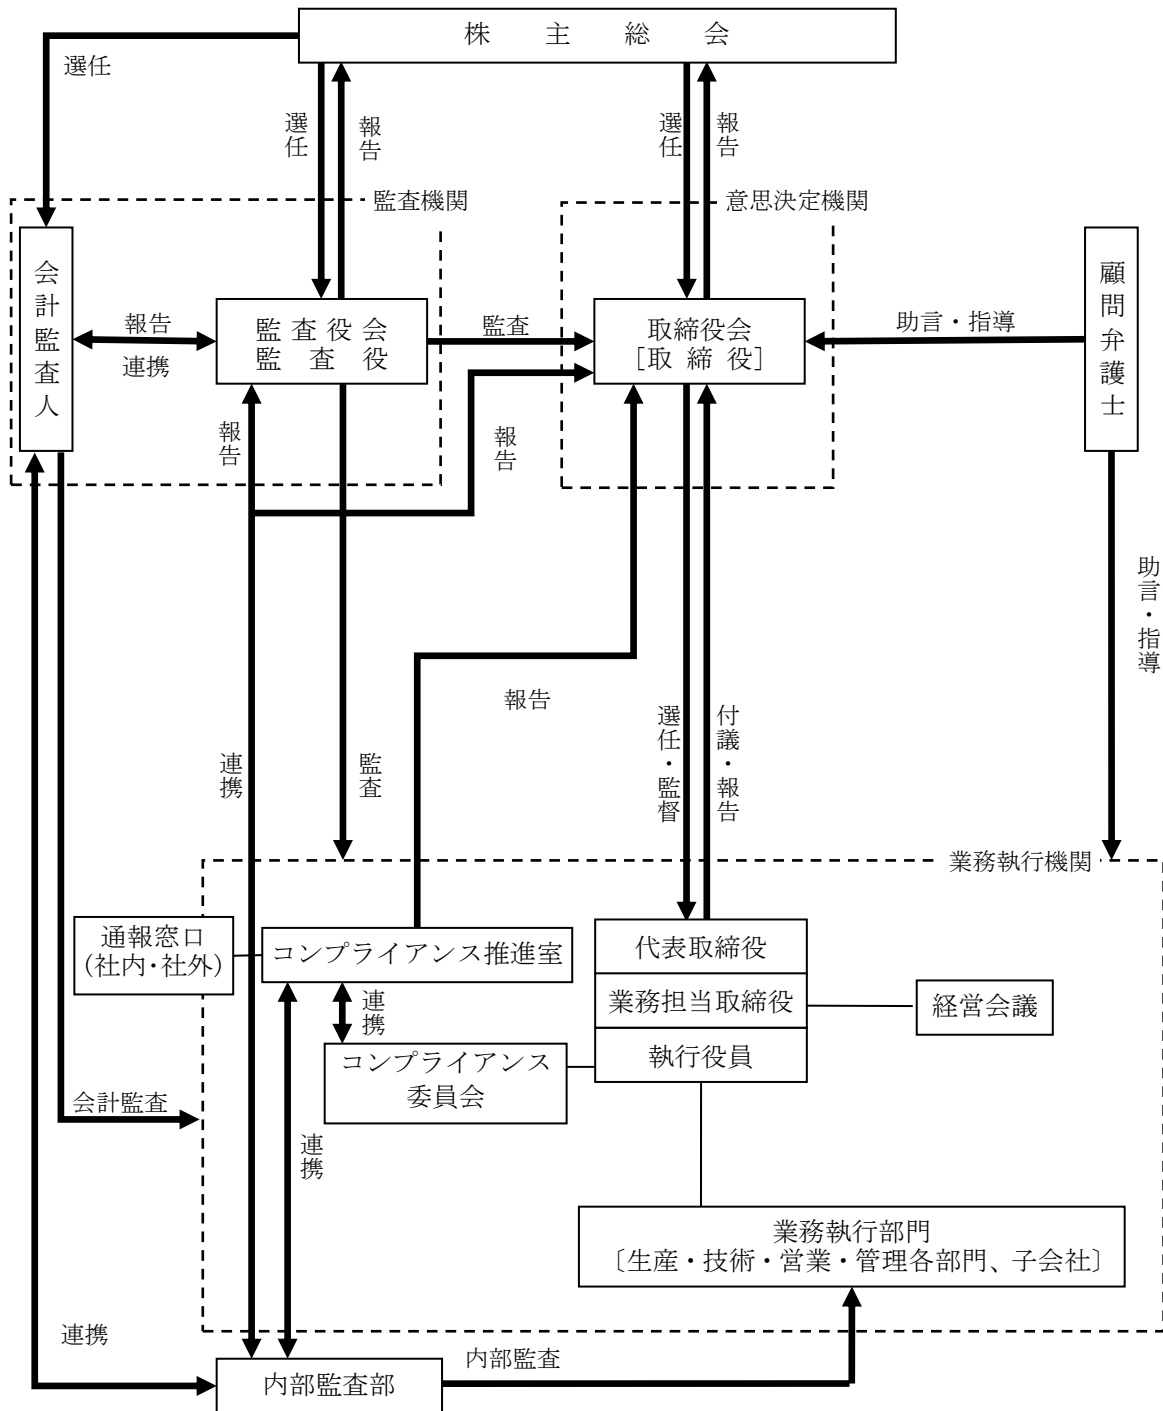 株主総会
選任
選任
報告
選任
報告
監査機関
意思決定機関
会計監査人
報告
連携
監査役会
監査役
監査
取締役会
[取締役]
助言・指導
顧問弁護士
報告
報告
助言・指導
報告
選任・監督
付議・報告
連携
監査
業務執行機関
通報窓口
(社内・社外)
コンプライアンス推進室
代表取締役
業務担当取締役
執行役員
経営会議
連携
コンプライアンス
委員会
会計監査
連携
業務執行部門
〔生産・技術・営業・管理各部門、子会社〕
連携
内部監査
内部監査部